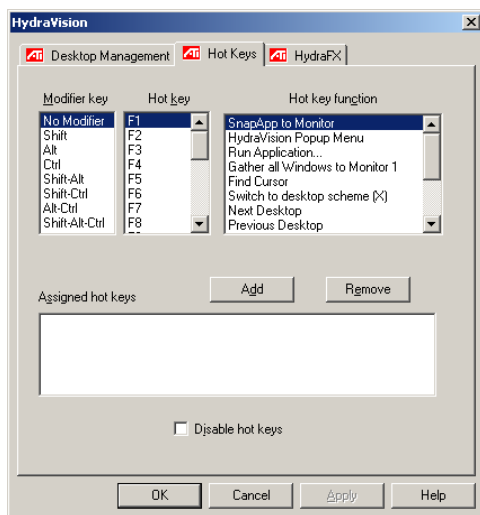 HydraVision
ATI Desktop Management ATI Hot Keys ATI HydraFX
Modifier key Hot key Hot key function
No Modifier F1 SnapApp to Monitor
Shift F2 HydraVision Popup Menu
Alt F3 Run Application...
Ctrl F4 Gather all Windows to Monitor 1
Shift-Alt F5 Find Cursor
Shift-Ctrl F6 Switch to desktop scheme (X)
Alt-Ctrl F7 Next Desktop
Shift-Alt-Ctrl F8 Previous Desktop
Assigned hot keys Add Remove
Disable hot keys
OK Cancel Apply Help